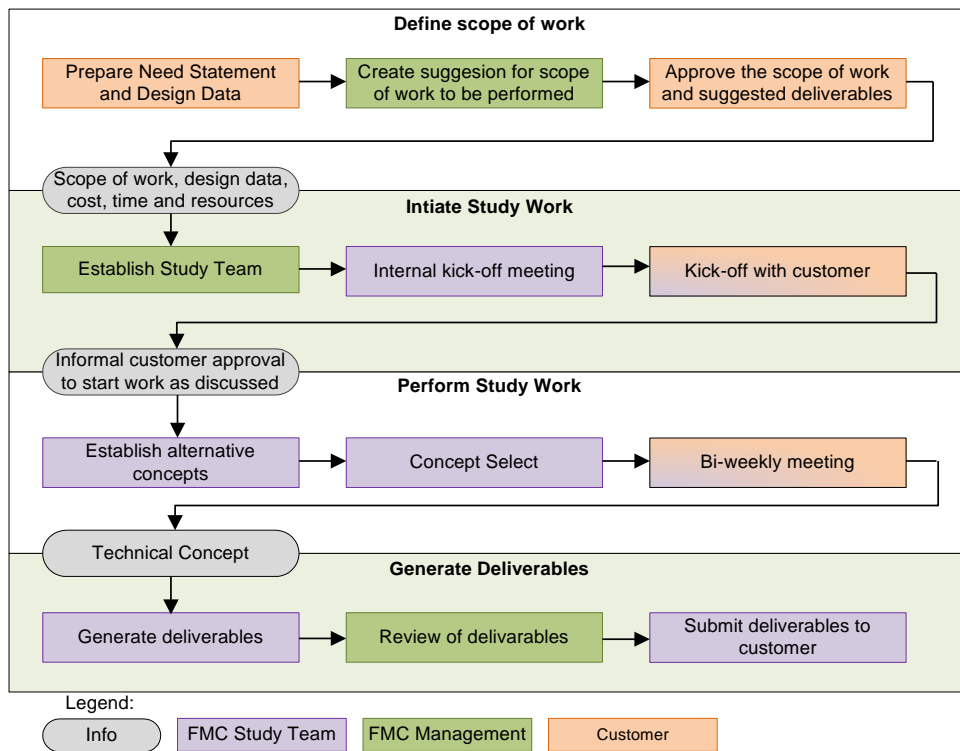 Define scope of work
Prepare Need Statement
and Design Data
Create suggesion for scope
of work to be performed
Approve the scope of work
and suggested deliverables
Scope of work, design data,
cost, time and resources
Intiate Study Work
Establish Study Team
Internal kick-off meeting
Kick-off with customer
Informal customer approval
to start work as discussed
Perform Study Work
Establish alternative
concepts
Concept Select
Bi-weekly meeting
Technical Concept
Generate Deliverables
Generate deliverables
Review of delivarables
Submit deliverables to
customer
Legend:
Info
FMC Study Team
FMC Management
Customer